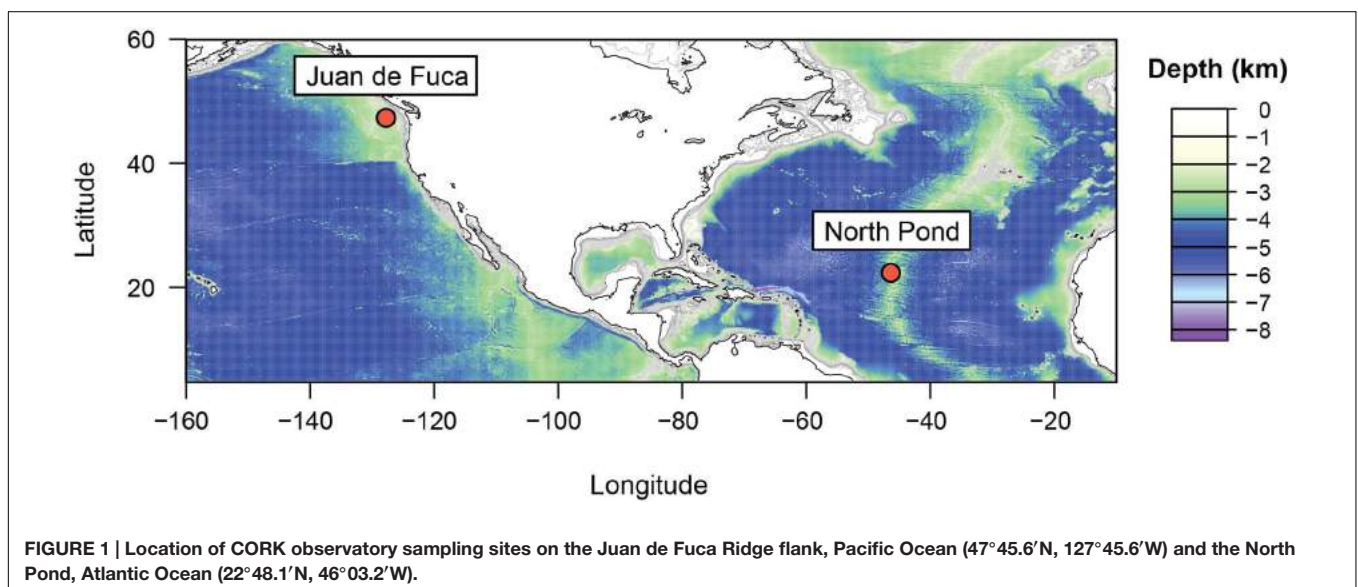 60
40
20
Latitude
Juan de Fuca
North Pond
−160
−140
−120
−100
−80
−60
−40
−20
Longitude
Depth (km)
0
−1
−2
−3
−4
−5
−6
−7
−8
FIGURE 1 | Location of CORK observatory sampling sites on the Juan de Fuca Ridge flank, Pacific Ocean (47°45.6′N, 127°45.6′W) and the North
Pond, Atlantic Ocean (22°48.1′N, 46°03.2′W).